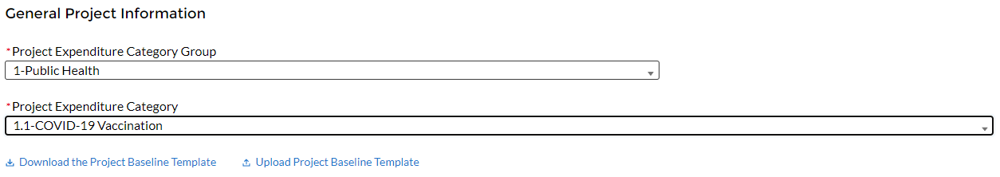 General Project Information
*Project Expenditure Category Group
1-Public Health
*Project Expenditure Category
1.1-COVID-19 Vaccination
Download the Project Baseline Template Upload Project Baseline Template